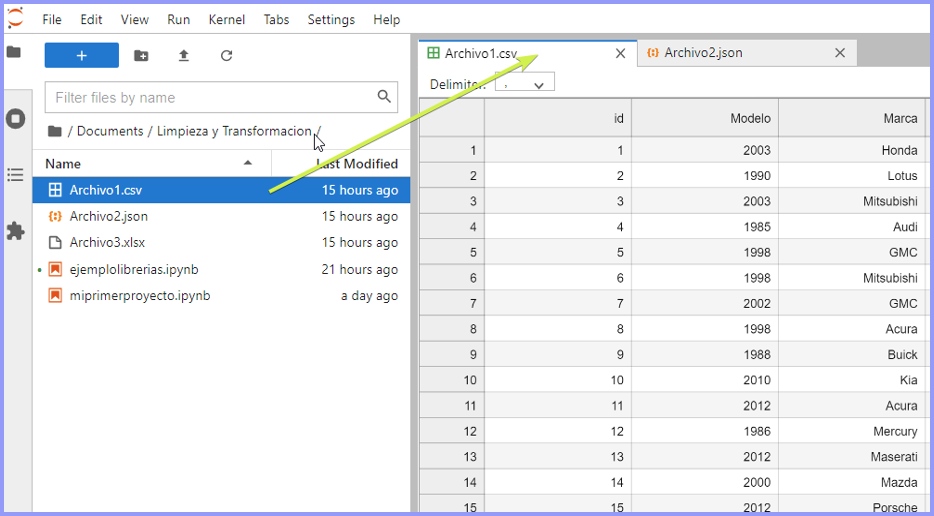 File Edit View Run Kernel Tabs Settings Help
+
Filter files by name
/ Documents / Limpieza y Transformacion /
Name Last Modified
Archivo1.csv 15 hours ago
Archivo2.json 15 hours ago
Archivo3.xlsx 15 hours ago
ejemplolibrerias.ipynb 21 hours ago
miprimerproyecto.ipynb a day ago
Archivo1.csv Archivo2.json
Delimiter: ,
id Modelo Marca
1 1 2003 Honda
2 2 1990 Lotus
3 3 2003 Mitsubishi
4 4 1985 Audi
5 5 1998 GMC
6 6 1998 Mitsubishi
7 7 2002 GMC
8 8 1998 Acura
9 9 1988 Buick
10 10 2010 Kia
11 11 2012 Acura
12 12 1986 Mercury
13 13 2012 Maserati
14 14 2000 Mazda
15 15 2012 Porsche